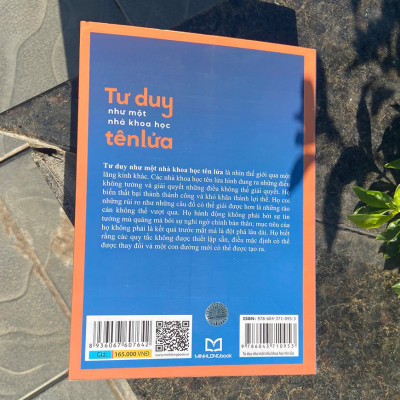 Tư duy
như một
nhà khoa học
tên lửa
Tư duy như một nhà khoa học tên lửa là nhìn thế giới qua một
lăng kính khác. Các nhà khoa học tên lửa hình dung ra những điều
không tưởng và giải quyết những điều không thể giải quyết. Họ
biến thất bại thành thành công và khó khăn thành lợi thế. Họ coi
những rủi ro như những câu đố có thể giải được hơn là những rào
cản không thể vượt qua. Họ hành động không phải bởi sự tin
tưởng mù quáng mà bởi sự nghi ngờ chính bản thân; mục tiêu của
họ không phải là kết quả trước mắt mà là đột phá lâu dài. Họ biết
rằng các quy tắc không được thiết lập sẵn, điều mặc định có thể
được thay đổi và một con đường mới có thể được tạo ra.
8 936067 607642
Giá: 165.000 VNĐ
MINHLONGbook
ISBN: 978-604-371-095-3
9 786043 710953